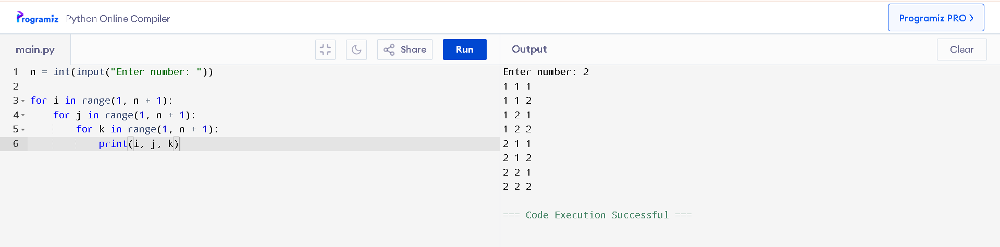 Programiz Python Online Compiler
Programiz PRO >
main.py
Share
Run
Output
Clear
1 n = int(input("Enter number: "))
2
3 for i in range(1, n + 1):
4     for j in range(1, n + 1):
5         for k in range(1, n + 1):
6             print(i, j, k)
Enter number: 2
1 1 1
1 1 2
1 2 1
1 2 2
2 1 1
2 1 2
2 2 1
2 2 2
=== Code Execution Successful ===